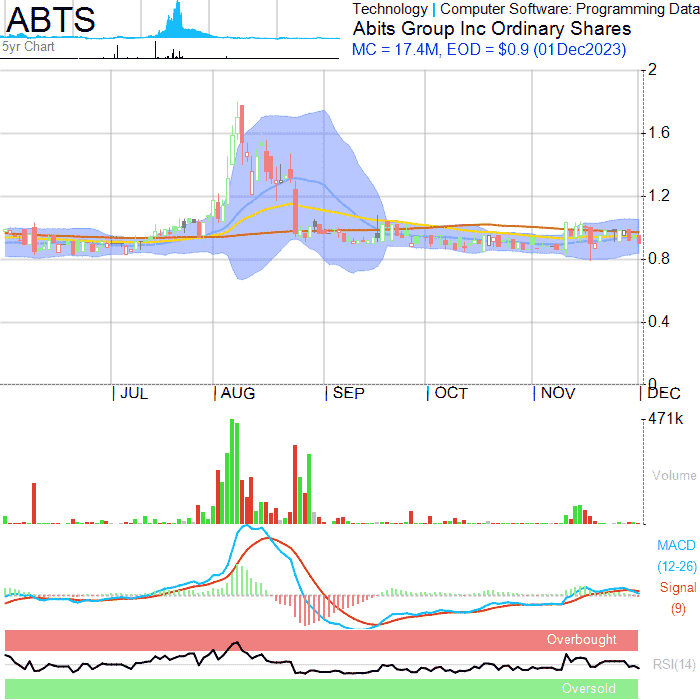 ABTS
5yr Chart
Technology | Computer Software: Programming Data
Abits Group Inc Ordinary Shares
MC = 17.4M, EOD = $0.9 (01Dec2023)
2
1.6
1.2
0.8
0.4
0
JUL AUG SEP OCT NOV DEC
471k
Volume
MACD
(12-26)
Signal
(9)
Overbought
RSI(14)
Oversold